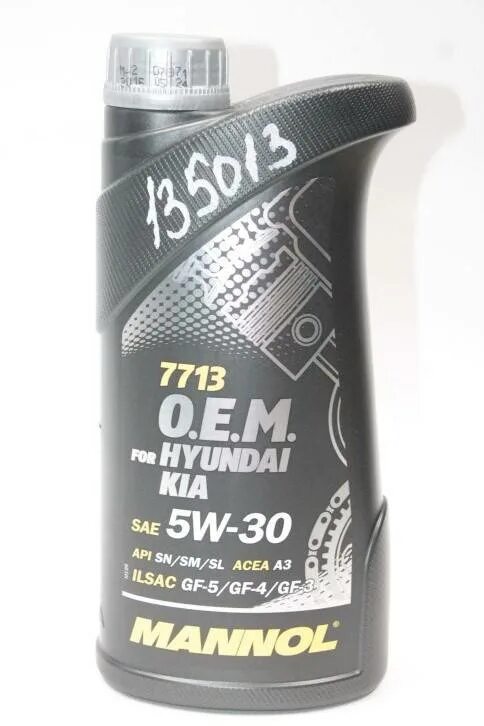 135013
7713
O.E.M.
FOR HYUNDAI
KIA
SAE 5W-30
API SN/SM/SL ACEA A3
ILSAC GF-5/GF-4/GF-3
MANNOL